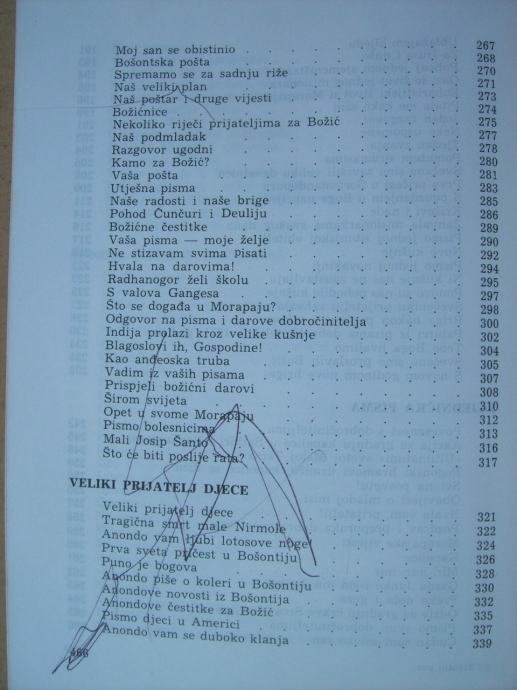 Moj san se obistinio . . . . . . . 267
Bošontska pošta . . . . . . . 268
Spremamo se za sadnju riže . . . . . . . 270
Naš veliki plan . . . . . . . 271
Naš poštar i druge vijesti . . . . . . . 273
Božićnice . . . . . . . 274
Nekoliko riječi prijateljima za Božić . . . . . . . 275
Naš podmladak . . . . . . . 277
Razgovor ugodni . . . . . . . 278
Kamo za Božić? . . . . . . . 280
Vaša pošta . . . . . . . 281
Utješna pisma . . . . . . . 283
Naše radosti i naše brige . . . . . . . 285
Pohod Čunčuri i Deuliju . . . . . . . 286
Božićne čestitke . . . . . . . 289
Vaša pisma — moje želje . . . . . . . 290
Ne stizavam svima pisati . . . . . . . 292
Hvala na darovima! . . . . . . . 294
Radhanogor želi školu . . . . . . . 295
S valova Gangesa . . . . . . . 297
Što se događa u Morapaju? . . . . . . . 298
Odgovor na pisma i darove dobročinitelja . . . . . . . 300
Indija prolazi kroz velike kušnje . . . . . . . 302
Blagoslovi ih, Gospodine! . . . . . . . 304
Kao anđeoska truba . . . . . . . 305
Vadim iz vaših pisama . . . . . . . 307
Prispjeli božićni darovi . . . . . . . 308
Širom svijeta . . . . . . . 310
Opet u svome Morapaju . . . . . . . 312
Pismo bolesnicima . . . . . . . 313
Mali Josip Šanto . . . . . . . 316
Što će biti poslije rata? . . . . . . . 317
VELIKI PRIJATELJ DJECE
Veliki prijatelj djece . . . . . . . 321
Tragična smrt male Nirmole . . . . . . . 322
Anondo vam ljubi lotosove noge! . . . . . . . 324
Prva sveta pričest u Bošontiju . . . . . . . 326
Puno je bogova . . . . . . . 328
Anondo piše o koleri u Bošontiju . . . . . . . 330
Anondove novosti iz Bošontija . . . . . . . 332
Anondove čestitke za Božić . . . . . . . 335
Pismo djeci u Americi . . . . . . . 337
Anondo vam se duboko klanja . . . . . . . 339
466